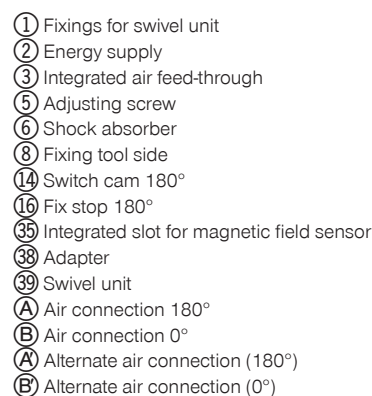 ① Fixings for swivel unit
② Energy supply
③ Integrated air feed-through
⑤ Adjusting screw
⑥ Shock absorber
⑧ Fixing tool side
⑭ Switch cam 180°
⑯ Fix stop 180°
㉟ Integrated slot for magnetic field sensor
㊳ Adapter
㊴ Swivel unit
Ⓐ Air connection 180°
Ⓑ Air connection 0°
A' Alternate air connection (180°)
B' Alternate air connection (0°)